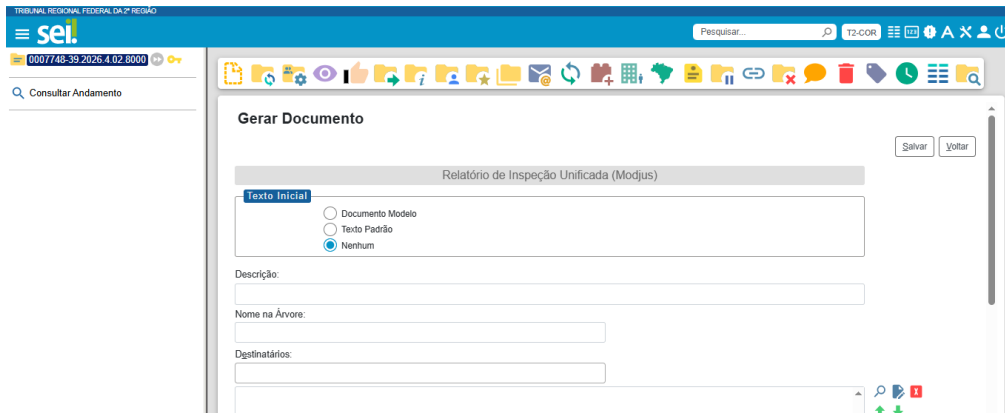 TRIBUNAL REGIONAL FEDERAL DA 2ª REGIÃO
sei!
Pesquisar...
T2-COR
0007748-39.2026.4.02.8000
Consultar Andamento
Gerar Documento
Salvar
Voltar
Relatório de Inspeção Unificada (Modjus)
Texto Inicial
Documento Modelo
Texto Padrão
Nenhum
Descrição:
Nome na Árvore:
Destinatários: